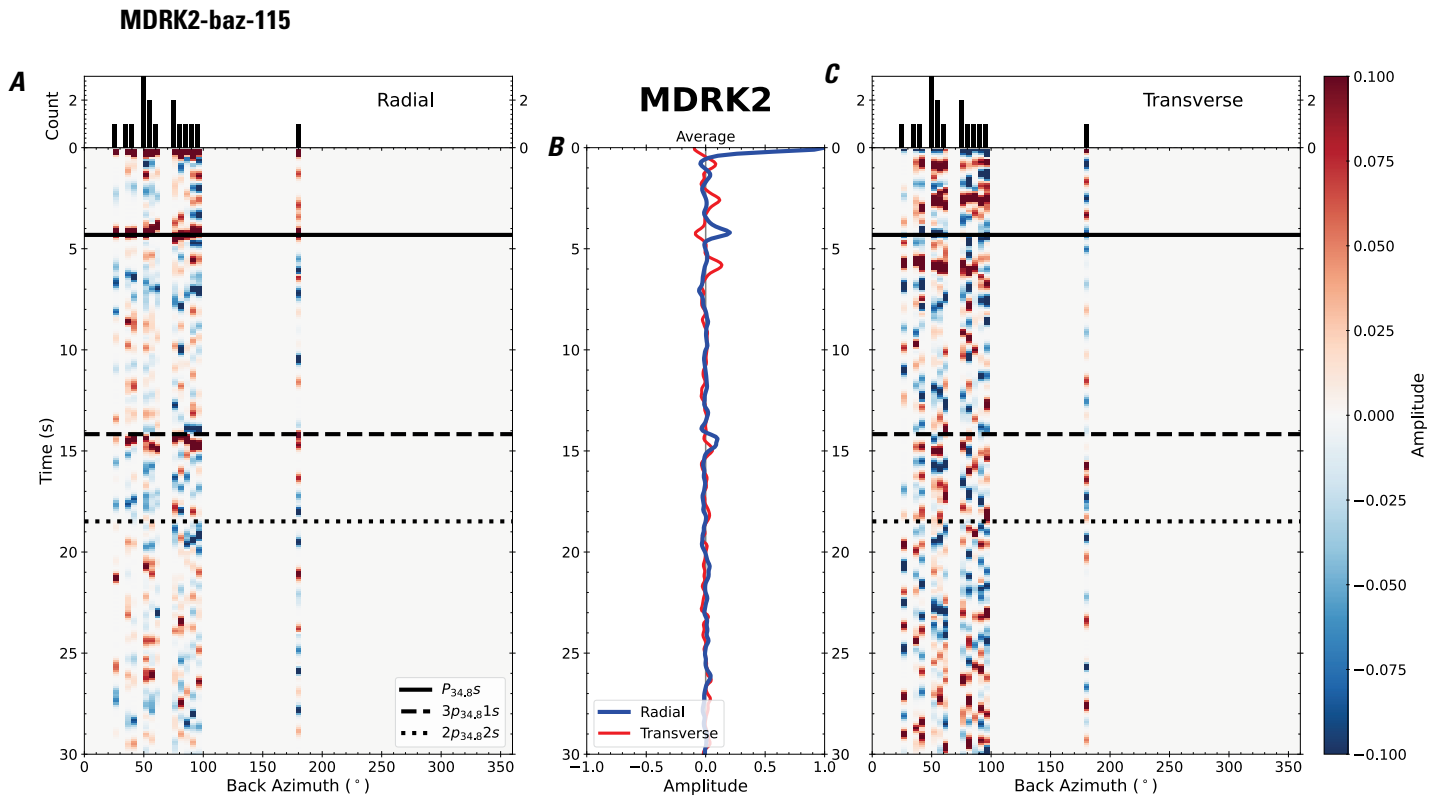 MDRK2-baz-115
A
Count
2
0
Radial
2
0
0
5
10
15
20
25
30
Time (s)
P34.8s
3p34.81s
2p34.82s
0 50 100 150 200 250 300 350
Back Azimuth (°)
MDRK2
Average
B
0
5
10
15
20
25
30
Radial
Transverse
−1.0 −0.5 0.0 0.5 1.0
Amplitude
C
2
0
Transverse
2
0
0
5
10
15
20
25
30
0 50 100 150 200 250 300 350
Back Azimuth (°)
0.100
0.075
0.050
0.025
0.000
−0.025
−0.050
−0.075
−0.100
Amplitude